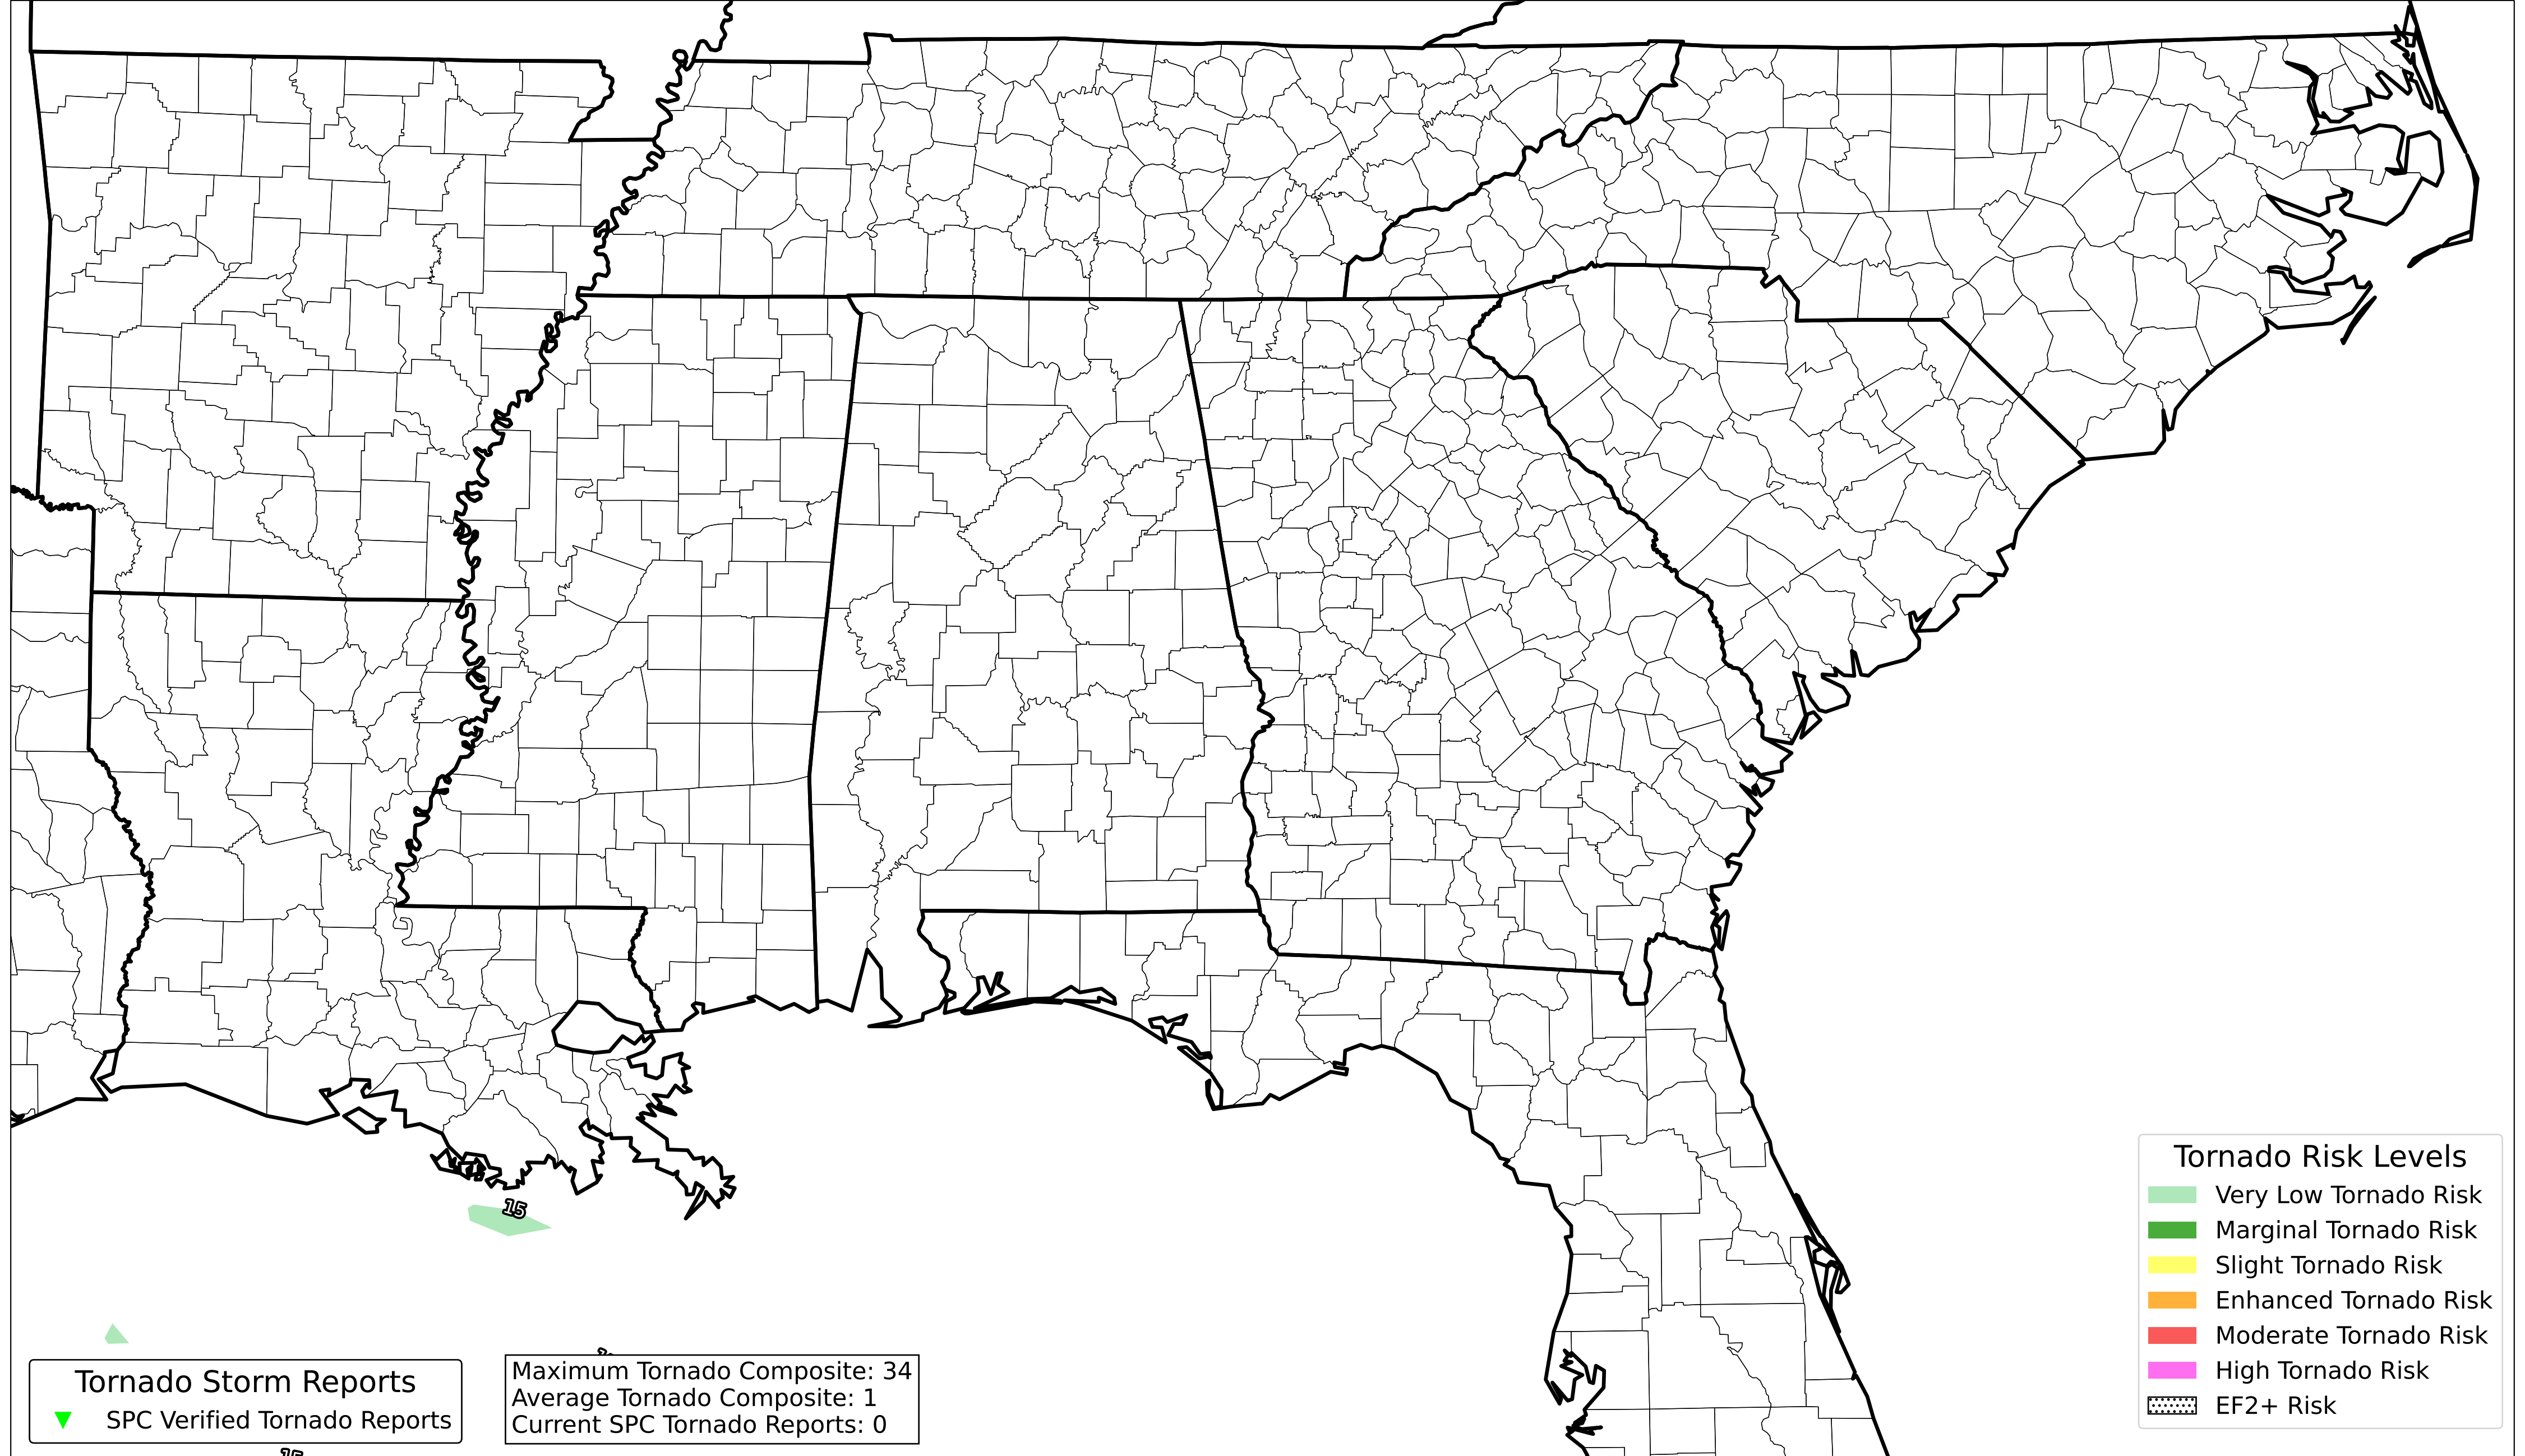 15
Tornado Risk Levels
Very Low Tornado Risk
Marginal Tornado Risk
Slight Tornado Risk
Enhanced Tornado Risk
Moderate Tornado Risk
High Tornado Risk
EF2+ Risk
Tornado Storm Reports
SPC Verified Tornado Reports
Maximum Tornado Composite: 34
Average Tornado Composite: 1
Current SPC Tornado Reports: 0